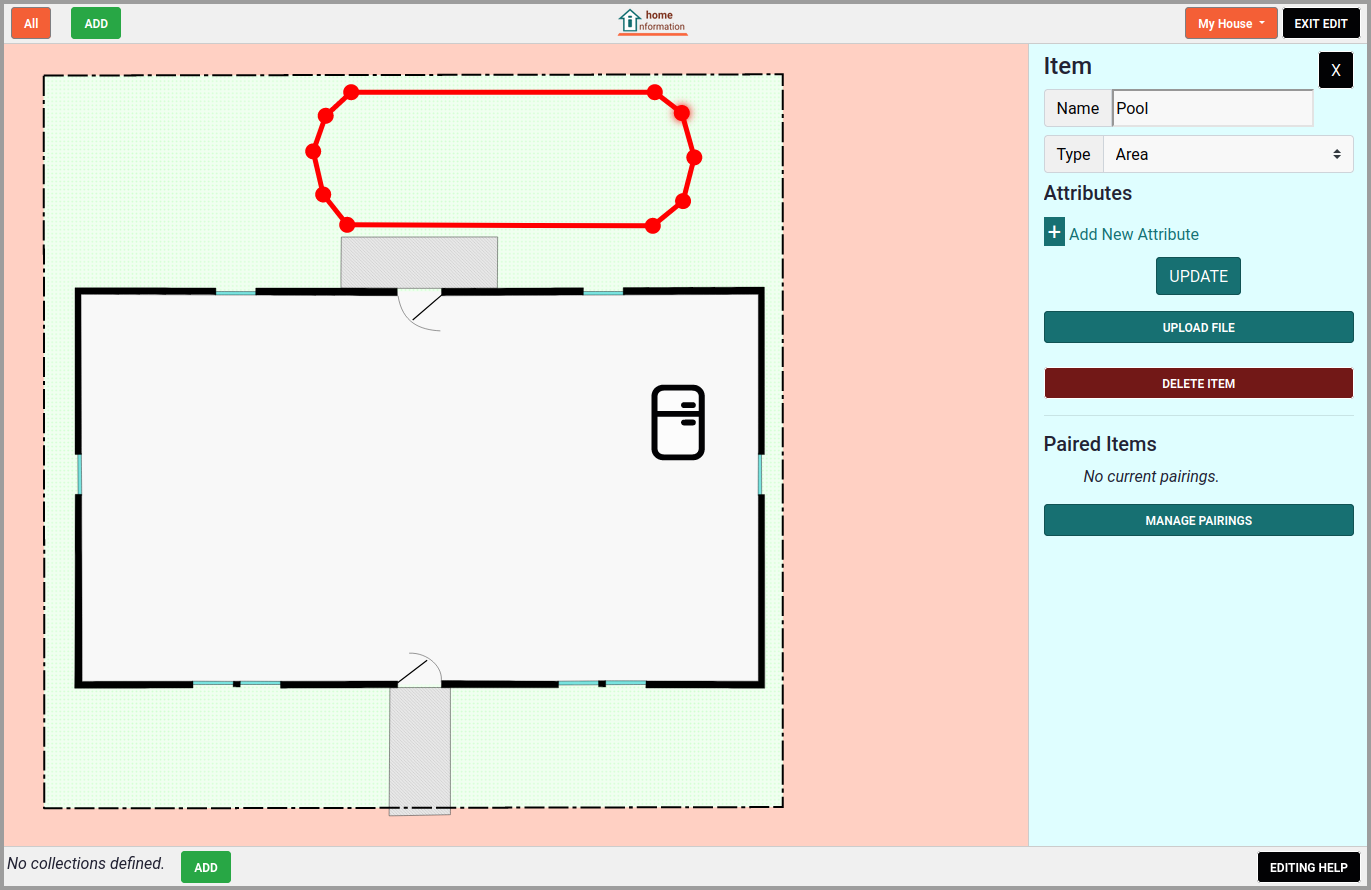 All
ADD
home
information
My House
EXIT EDIT
Item
X
Name
Pool
Type
Area
Attributes
+ Add New Attribute
UPDATE
UPLOAD FILE
DELETE ITEM
Paired Items
No current pairings.
MANAGE PAIRINGS
No collections defined.
ADD
EDITING HELP